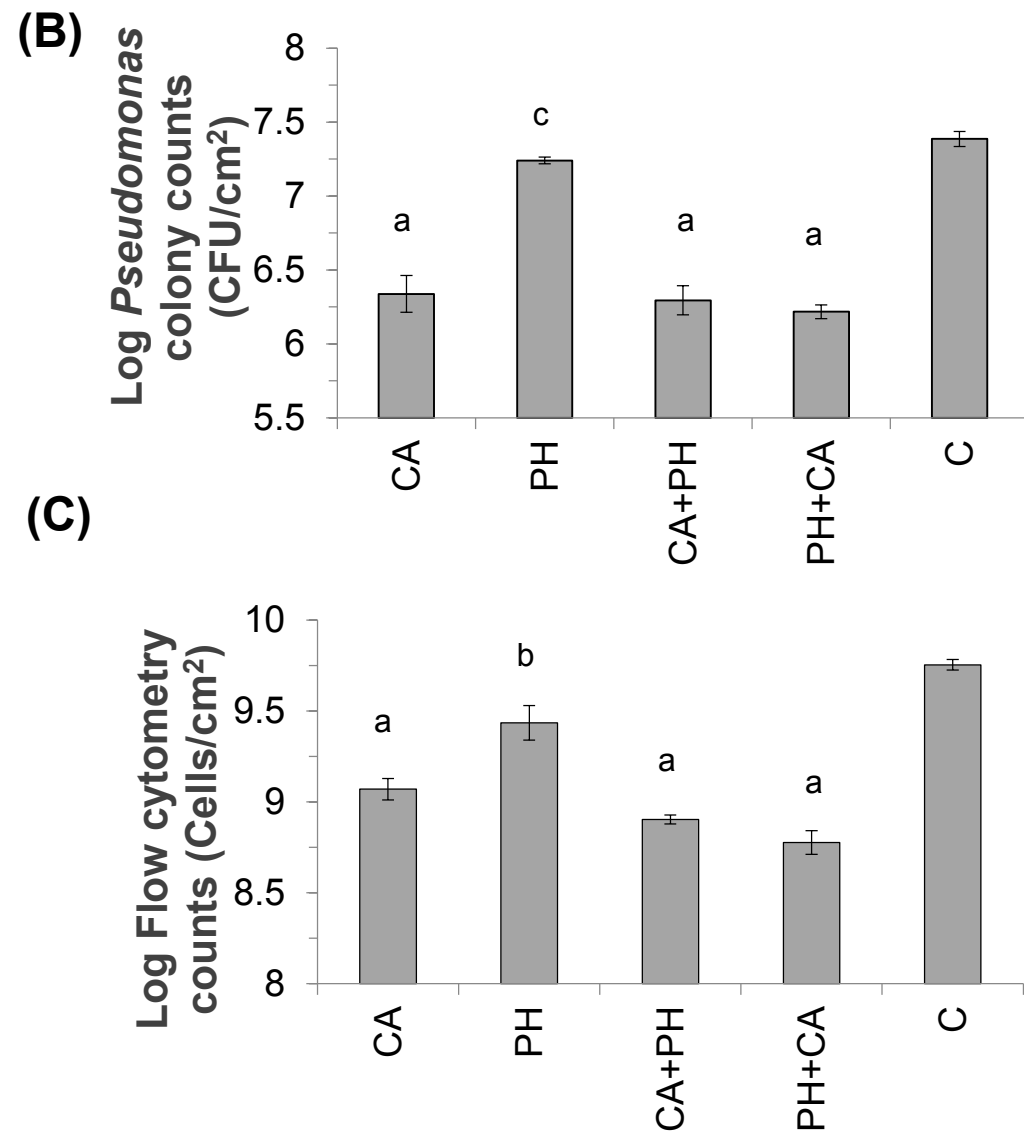 (B)
Log Pseudomonas
colony counts
(CFU/cm²)
8
7.5
7
6.5
6
5.5
a
c
a
a
CA
PH
CA+PH
PH+CA
C
(C)
Log Flow cytometry
counts (Cells/cm²)
10
9.5
9
8.5
8
a
b
a
a
CA
PH
CA+PH
PH+CA
C